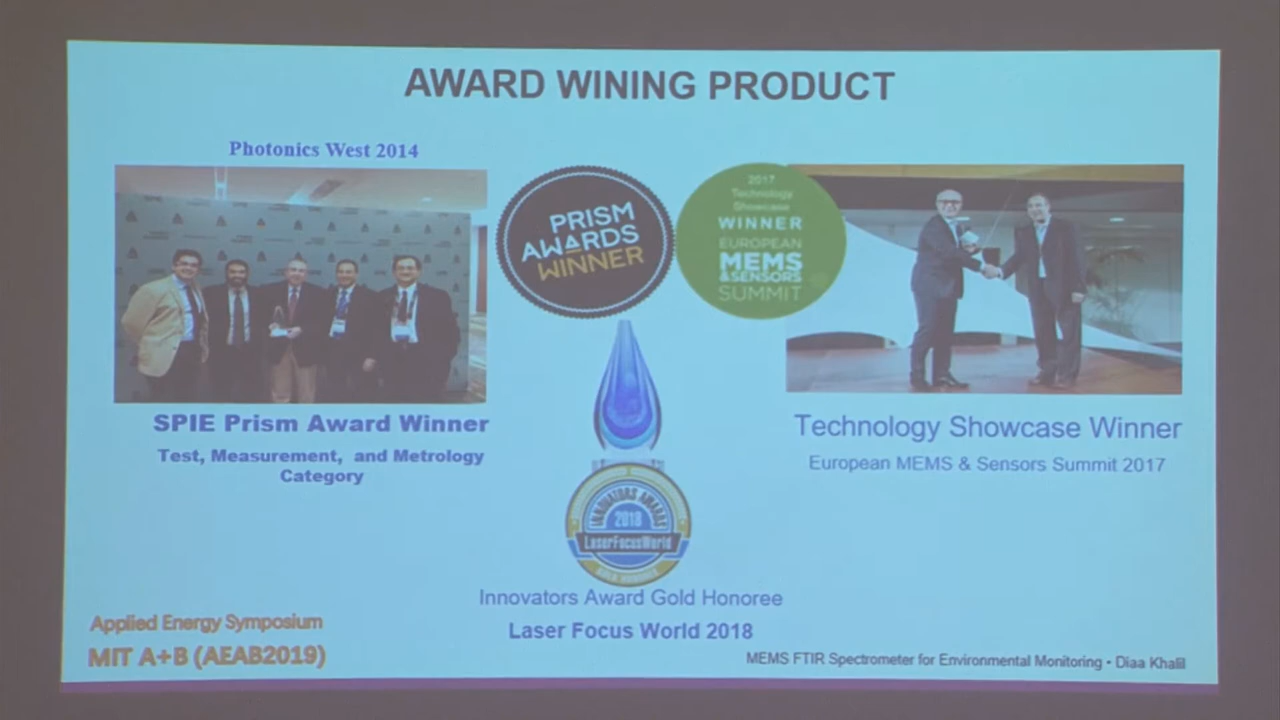 AWARD WINING PRODUCT
Photonics West 2014
PRISM
AWARDS
WINNER
2017
Technology
Showcase
WINNER
EUROPEAN
MEMS
&SENSORS
SUMMIT
SPIE Prism Award Winner
Test, Measurement, and Metrology
Category
Technology Showcase Winner
European MEMS & Sensors Summit 2017
INNOVATORS AWARDS
2018
LaserFocusWorld
Innovators Award Gold Honoree
Laser Focus World 2018
Applied Energy Symposium
MIT A+B (AEAB2019)
MEMS FTIR Spectrometer for Environmental Monitoring • Diaa Khalil